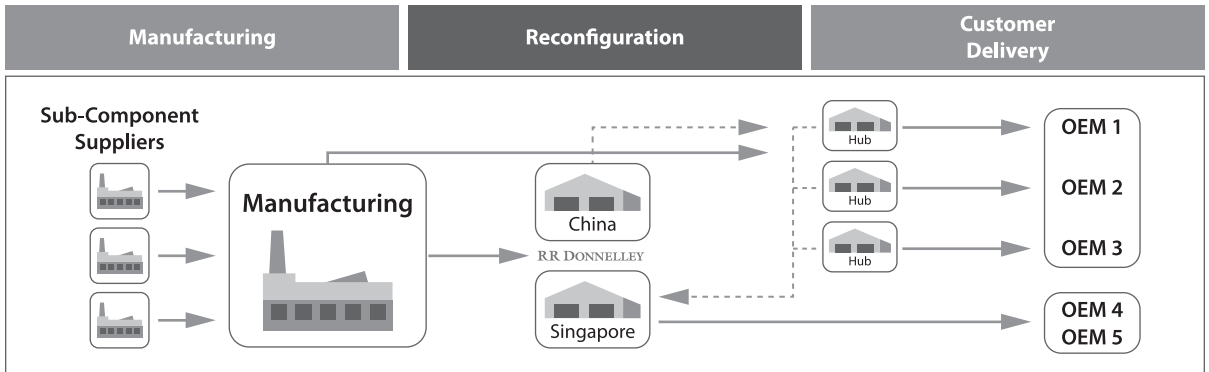 Manufacturing
Reconfiguration
Customer
Delivery
Sub-Component
Suppliers
Manufacturing
China
RR DONNELLEY
Singapore
Hub
Hub
Hub
OEM 1
OEM 2
OEM 3
OEM 4
OEM 5